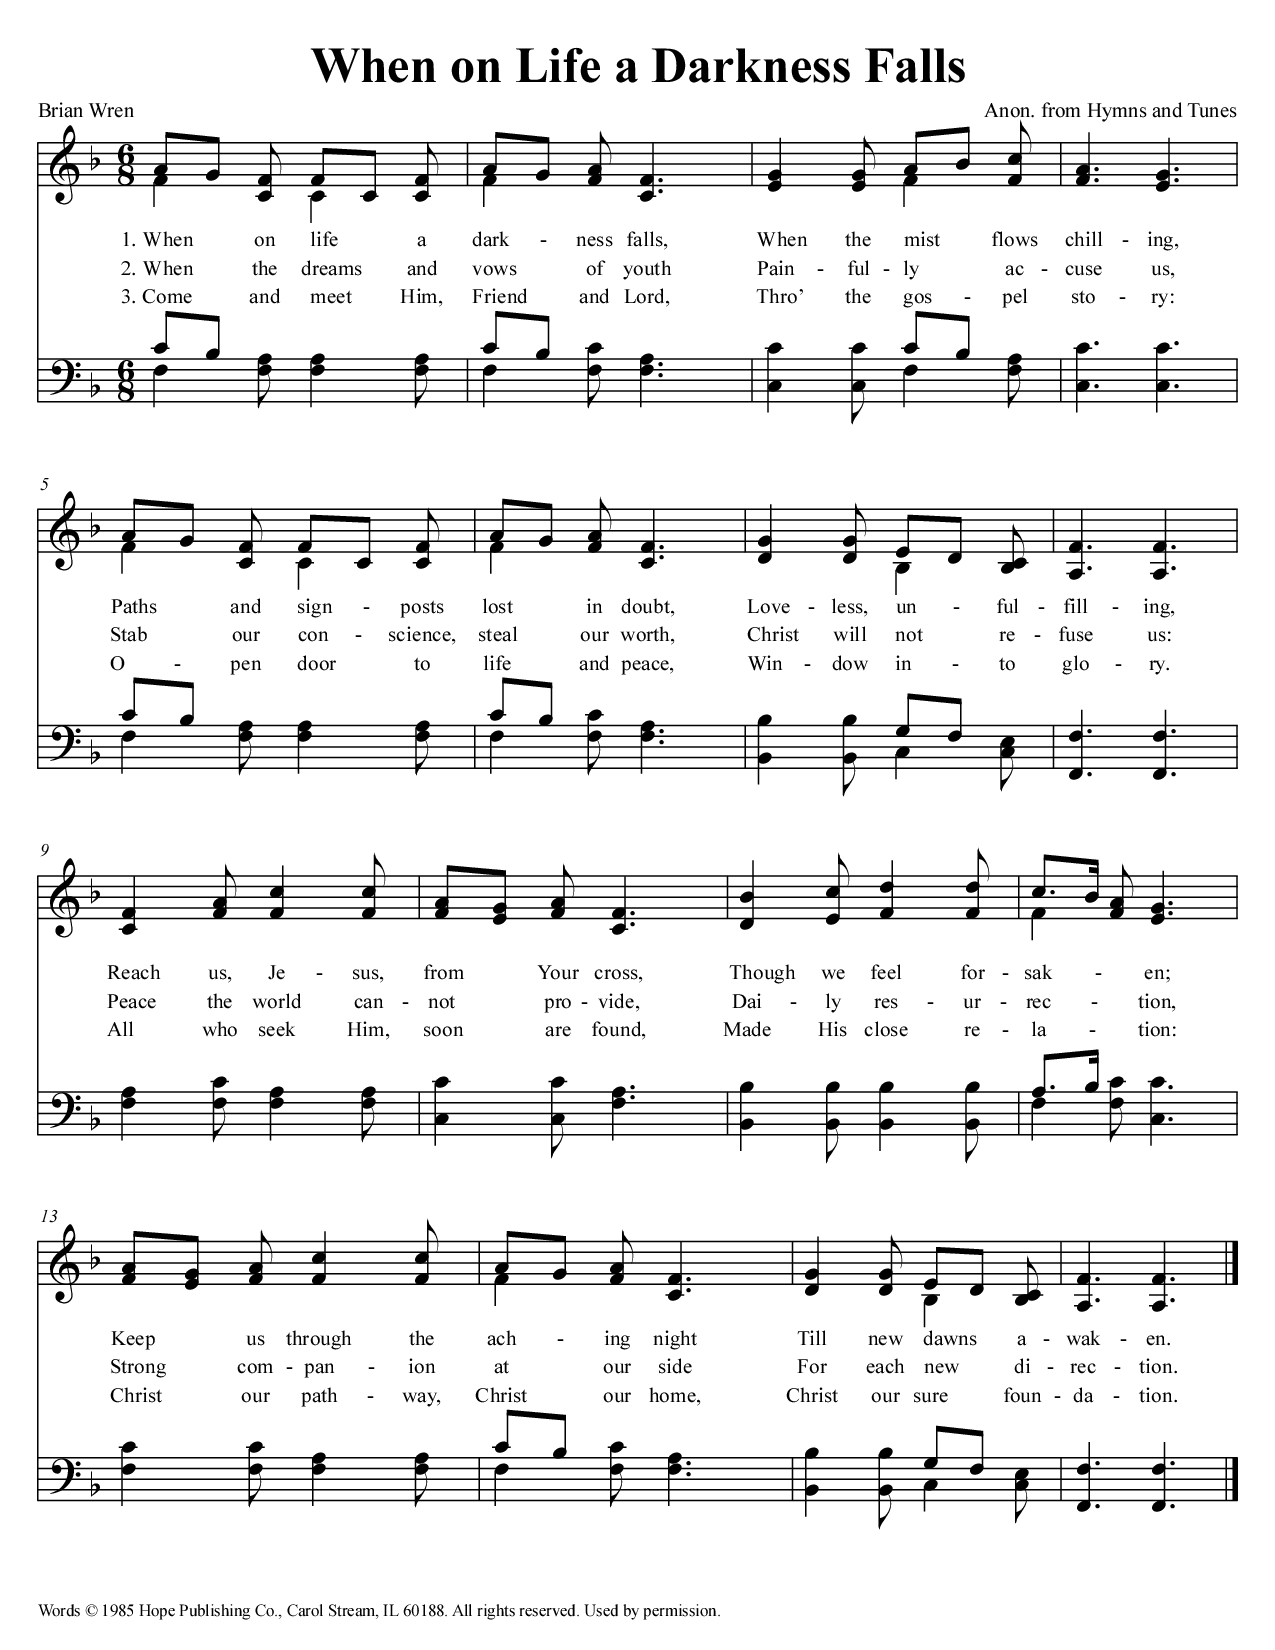 When on Life a Darkness Falls
Brian Wren
Anon. from Hymns and Tunes
6
8
1. When on life a dark - ness falls, When the mist flows chill - ing,
2. When the dreams and vows of youth Pain - ful - ly ac - cuse us,
3. Come and meet Him, Friend and Lord, Thro’ the gos - pel sto - ry:
6
8
5
Paths and sign - posts lost in doubt, Love - less, un - ful - fill - ing,
Stab our con - science, steal our worth, Christ will not re - fuse us:
O - pen door to life and peace, Win - dow in - to glo - ry.
9
Reach us, Je - sus, from Your cross, Though we feel for - sak - en;
Peace the world can - not pro - vide, Dai - ly res - ur - rec - tion,
All who seek Him, soon are found, Made His close re - la - tion:
13
Keep us through the ach - ing night Till new dawns a - wak - en.
Strong com - pan - ion at our side For each new di - rec - tion.
Christ our path - way, Christ our home, Christ our sure foun - da - tion.
Words © 1985 Hope Publishing Co., Carol Stream, IL 60188. All rights reserved. Used by permission.